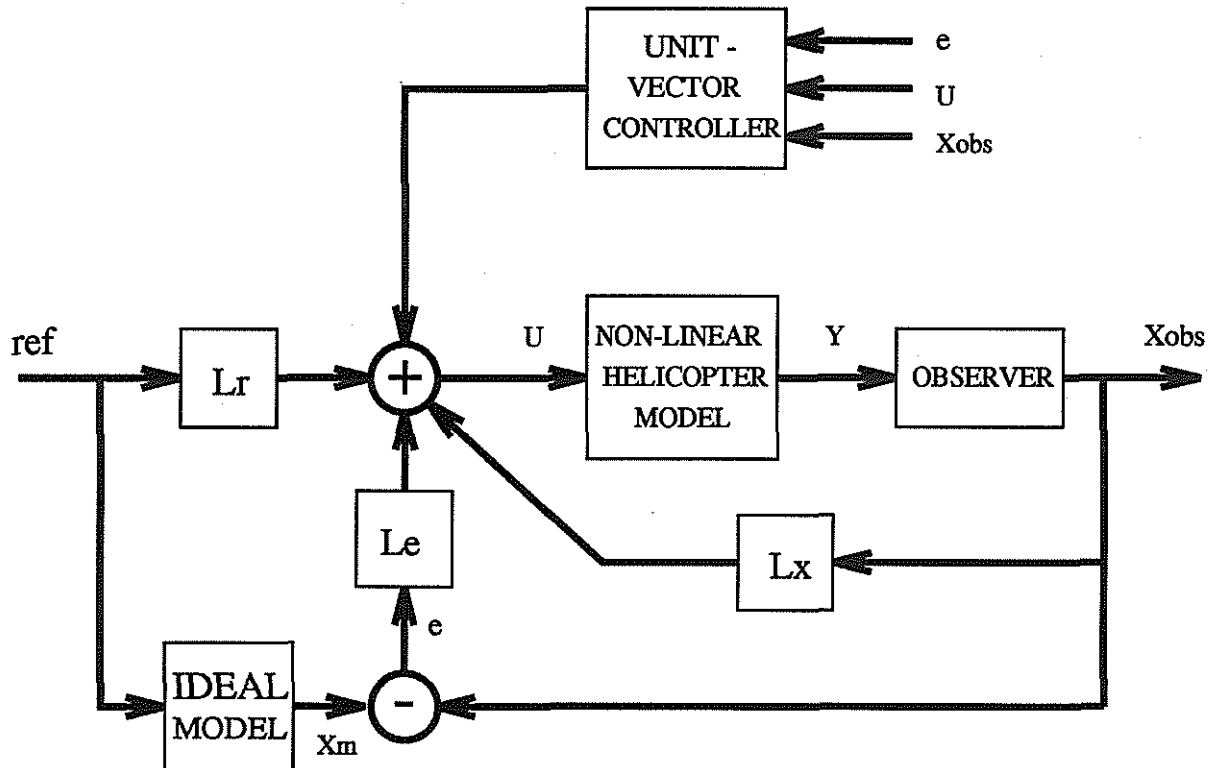 UNIT -
VECTOR
CONTROLLER
e
U
Xobs
ref
Lr
+
U
NON-LINEAR
HELICOPTER
MODEL
Y
OBSERVER
Xobs
Le
Lx
e
IDEAL
MODEL
Xm
-